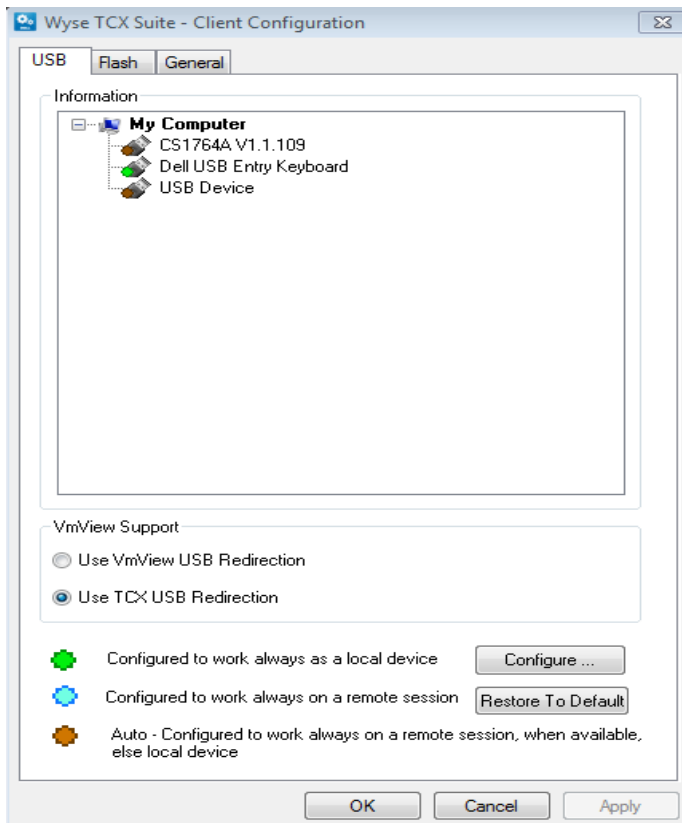 Wyse TCX Suite - Client Configuration
USB
Flash
General
Information
My Computer
CS1764A V1.1.109
Dell USB Entry Keyboard
USB Device
VmView Support
Use VmView USB Redirection
Use TCX USB Redirection
Configured to work always as a local device
Configure ...
Configured to work always on a remote session
Restore To Default
Auto - Configured to work always on a remote session, when available,
else local device
OK
Cancel
Apply